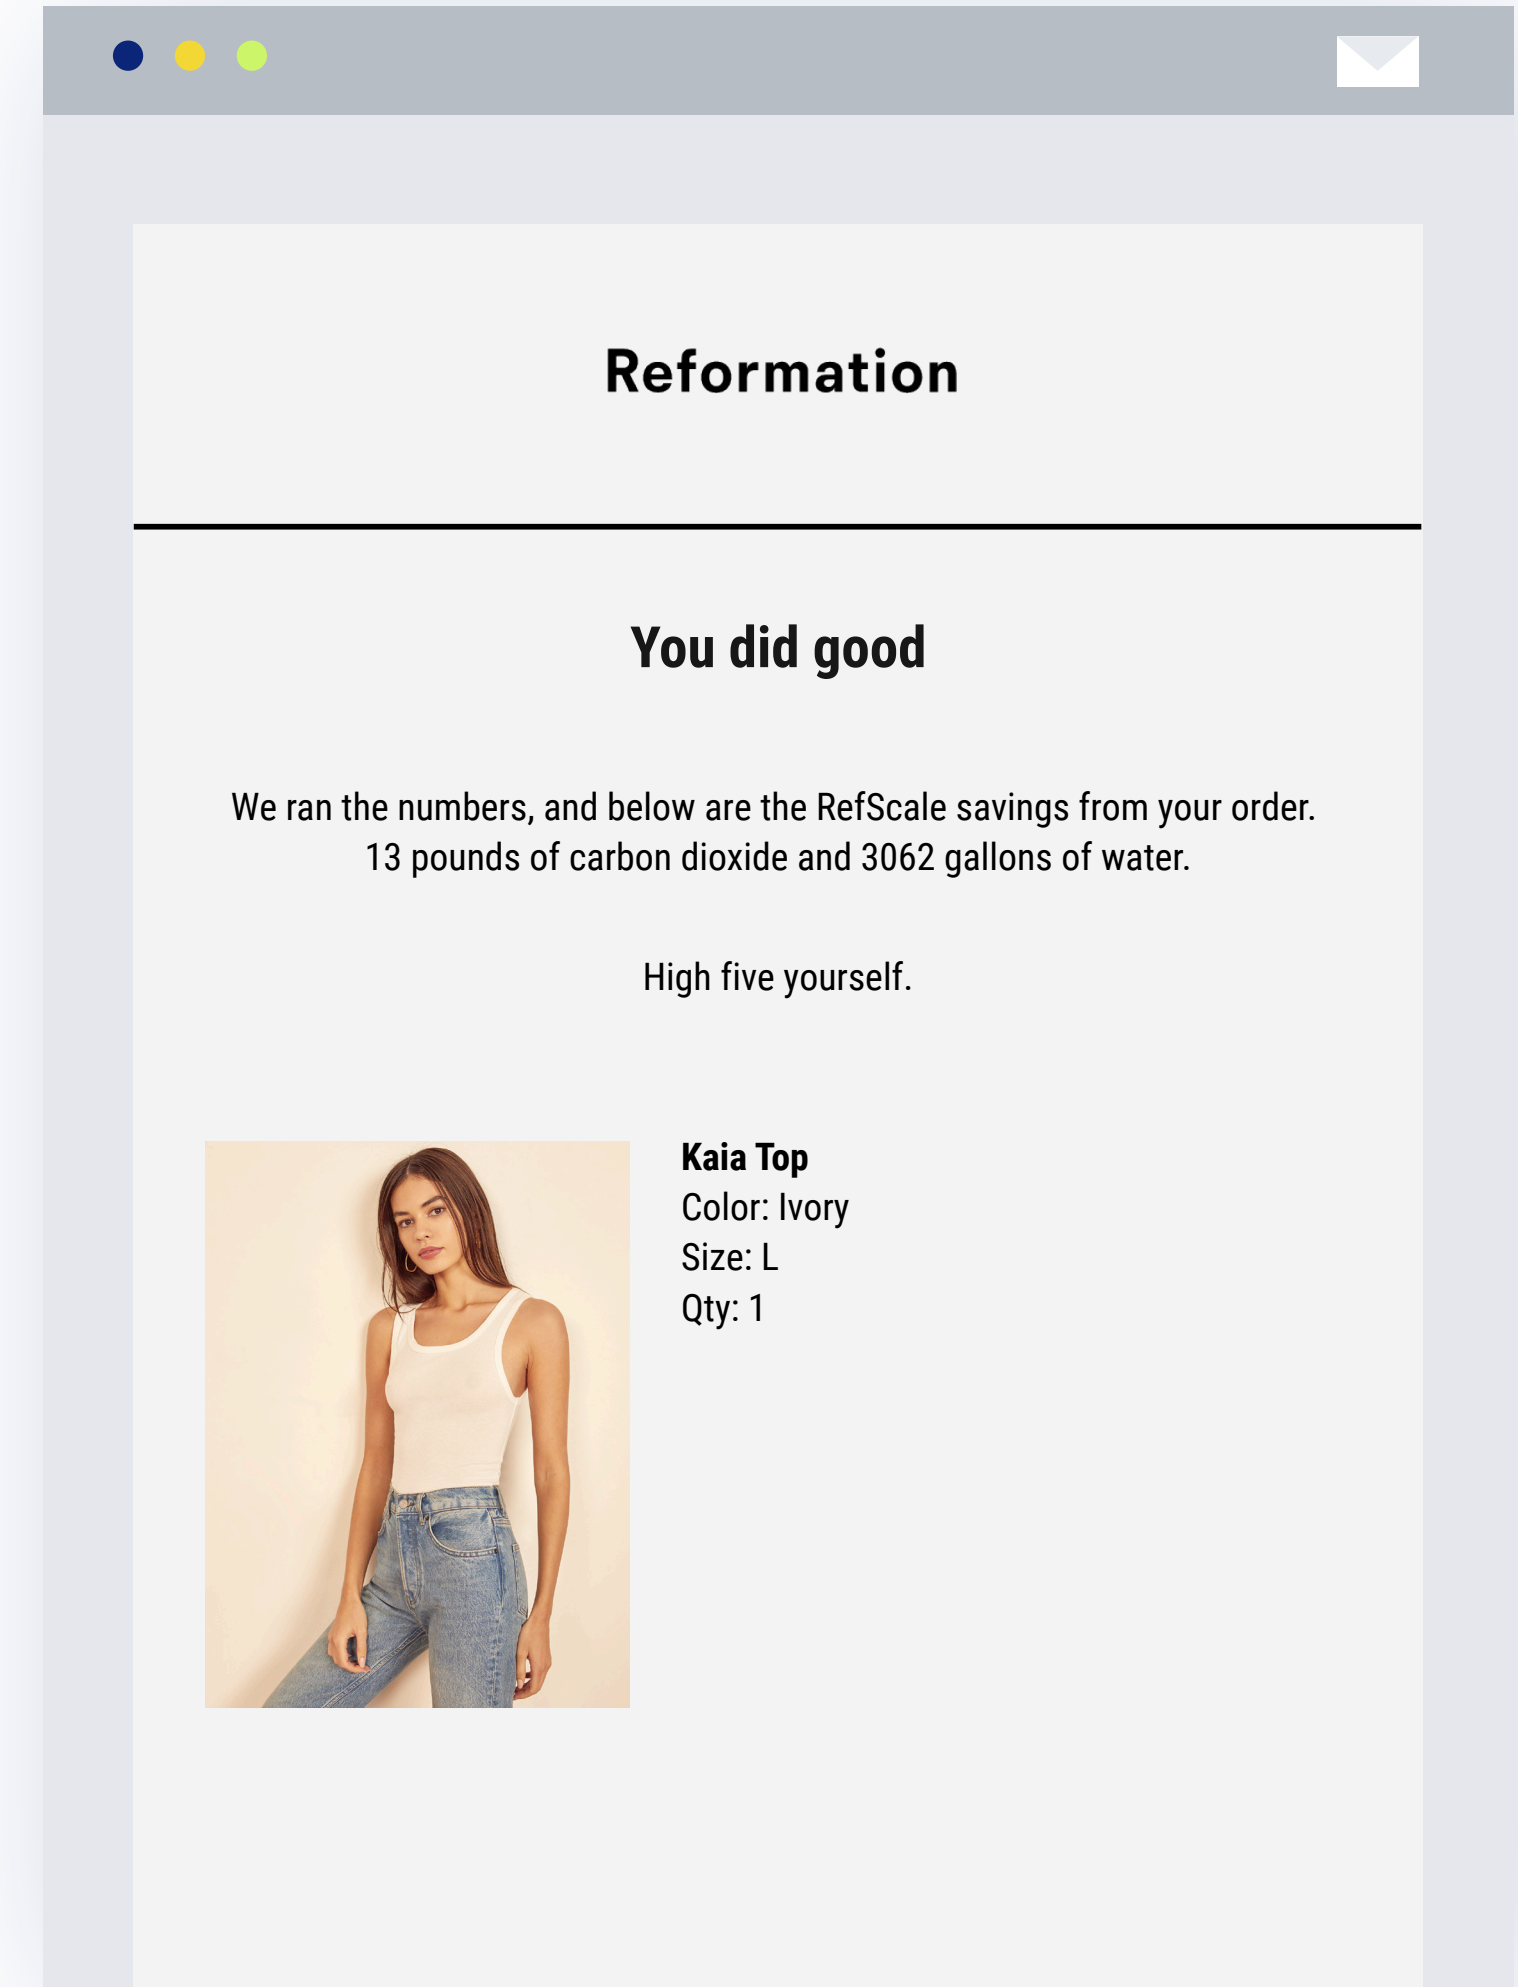 Reformation
You did good
We ran the numbers, and below are the RefScale savings from your order.
13 pounds of carbon dioxide and 3062 gallons of water.
High five yourself.
Kaia Top
Color: Ivory
Size: L
Qty: 1